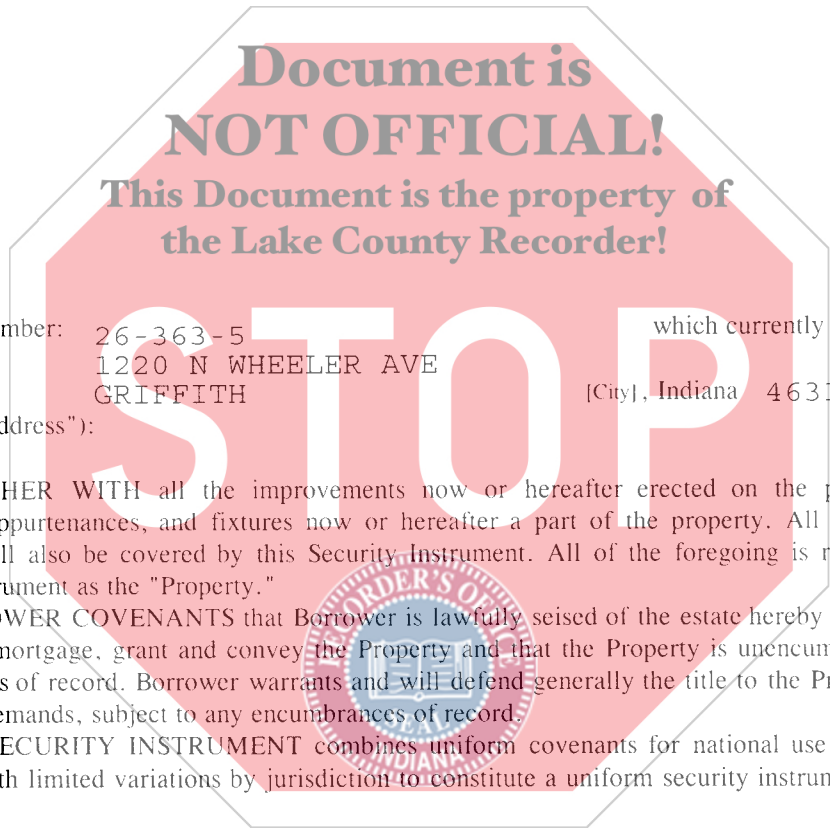 Document is
NOT OFFICIAL!
This Document is the property of
the Lake County Recorder!
STOP
mber: 26-363-5 which currently
1220 N WHEELER AVE
GRIFFITH [City], Indiana 4631
ddress"):
HER WITH all the improvements now or hereafter erected on the p
ppurtenances, and fixtures now or hereafter a part of the property. All
ll also be covered by this Security Instrument. All of the foregoing is r
rument as the "Property."
OWER COVENANTS that Borrower is lawfully seised of the estate hereby
mortgage, grant and convey the Property and that the Property is unencum
s of record. Borrower warrants and will defend generally the title to the Pr
emands, subject to any encumbrances of record.
ECURITY INSTRUMENT combines uniform covenants for national use
th limited variations by jurisdiction to constitute a uniform security instrum
RECORDER'S OFFICE
SEAL
INDIANA